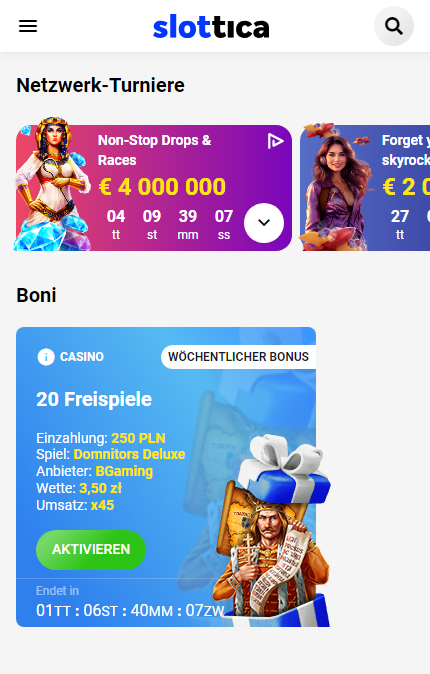 slottica
Netzwerk-Turniere
Non-Stop Drops &
Races
€ 4 000 000
04 09 39 07
tt st mm ss
Forget y
skyrock
€ 2 0
27
tt
Boni
CASINO
WÖCHENTLICHER BONUS
20 Freispiele
Einzahlung: 250 PLN
Spiel: Domnitors Deluxe
Anbieter: BGaming
Wette: 3,50 zł
Umsatz: x45
AKTIVIEREN
Endet in
01TT : 06ST : 40MM : 07ZW